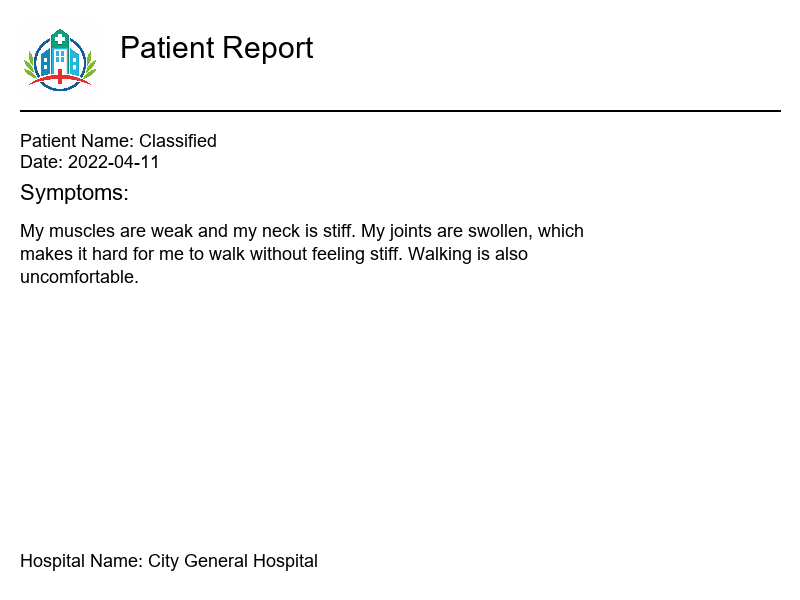 Patient Report
Patient Name: Classified
Date: 2022-04-11
Symptoms:
My muscles are weak and my neck is stiff. My joints are swollen, which
makes it hard for me to walk without feeling stiff. Walking is also
uncomfortable.
Hospital Name: City General Hospital